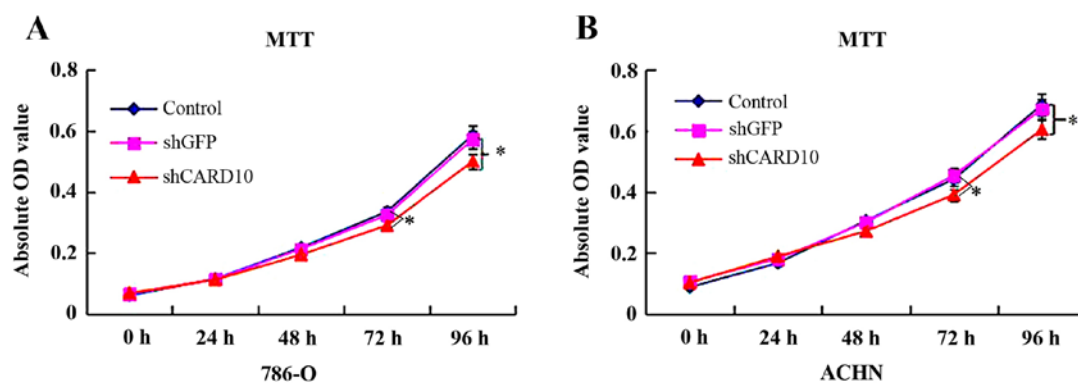 A
MTT
Absolute OD value
0.8
0.6
0.4
0.2
0
Control
shGFP
shCARD10
*
*
0 h 24 h 48 h 72 h 96 h
786-O
B
MTT
Absolute OD value
0.8
0.6
0.4
0.2
0
Control
shGFP
shCARD10
*
*
0 h 24 h 48 h 72 h 96 h
ACHN